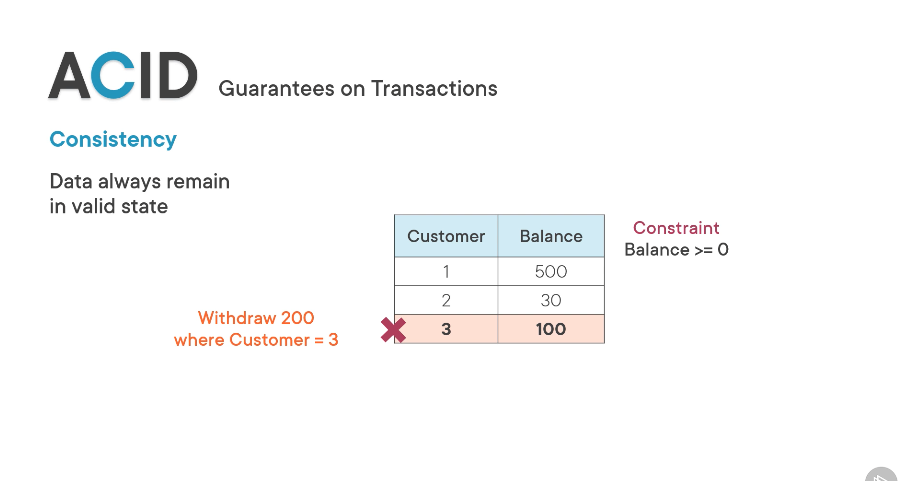 ACID Guarantees on Transactions
Consistency
Data always remain
in valid state
Customer Balance
1 500
2 30
3 100
Constraint
Balance >= 0
Withdraw 200
where Customer = 3